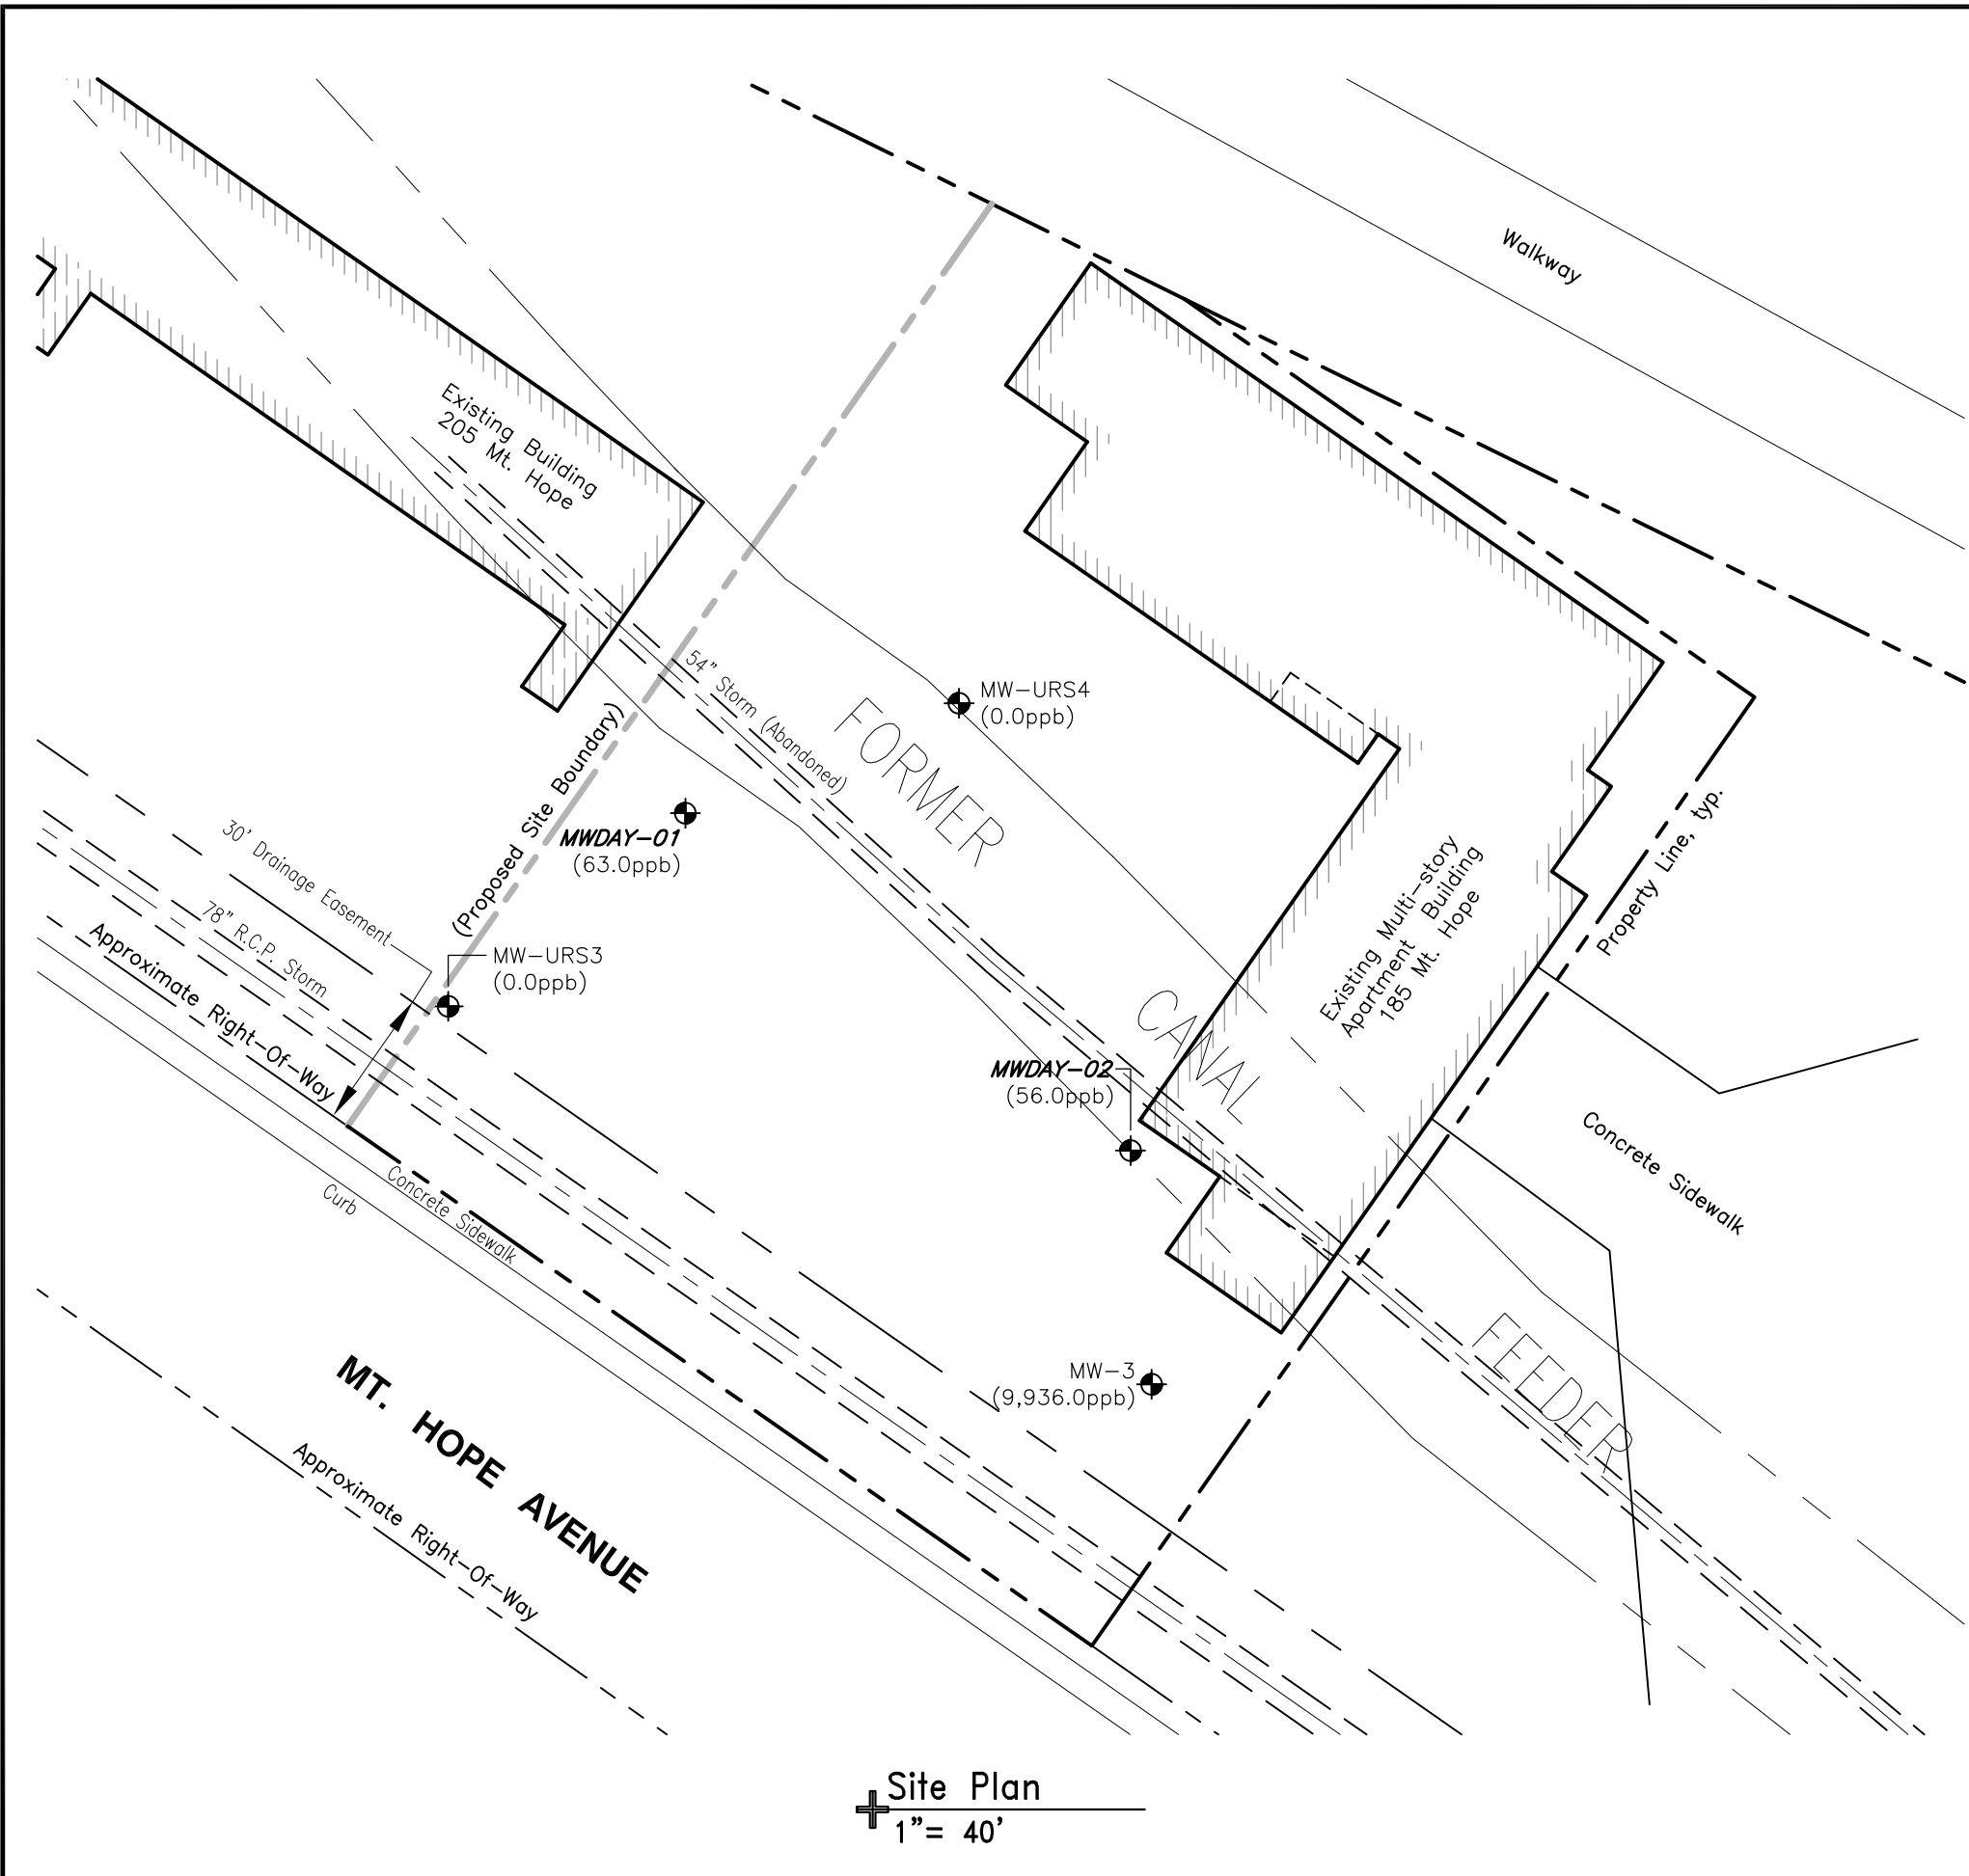 Walkway
Existing Building
205 Mt. Hope
MW-URS4
(0.0ppb)
54" Storm (Abandoned)
FORMER
(Proposed Site Boundary)
MWDAY-01
(63.0ppb)
30' Drainage Easement
78" R.C.P. Storm
Approximate Right-Of-Way
MW-URS3
(0.0ppb)
Property Line, typ.
Existing Multi-story
Apartment Building
185 Mt. Hope
CANAL
MWDAY-02
(56.0ppb)
Concrete Sidewalk
Concrete Sidewalk
Curb
FEEDER
MW-3
(9,936.0ppb)
MT. HOPE AVENUE
Approximate Right-Of-Way
Site Plan
1"= 40'